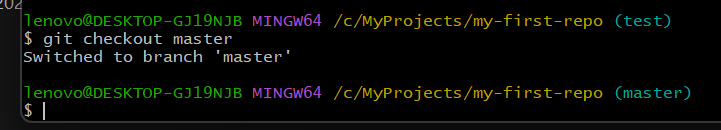 202
lenovo@DESKTOP-GJ19NJB MINGW64 /c/MyProjects/my-first-repo (test)
$ git checkout master
Switched to branch 'master'
lenovo@DESKTOP-GJ19NJB MINGW64 /c/MyProjects/my-first-repo (master)
$